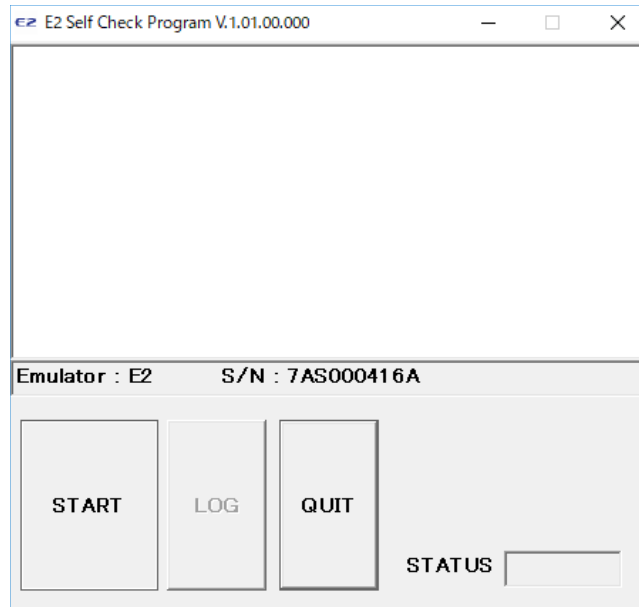 E2 E2 Self Check Program V.1.01.00.000
Emulator : E2 S/N : 7AS000416A
START LOG QUIT
STATUS